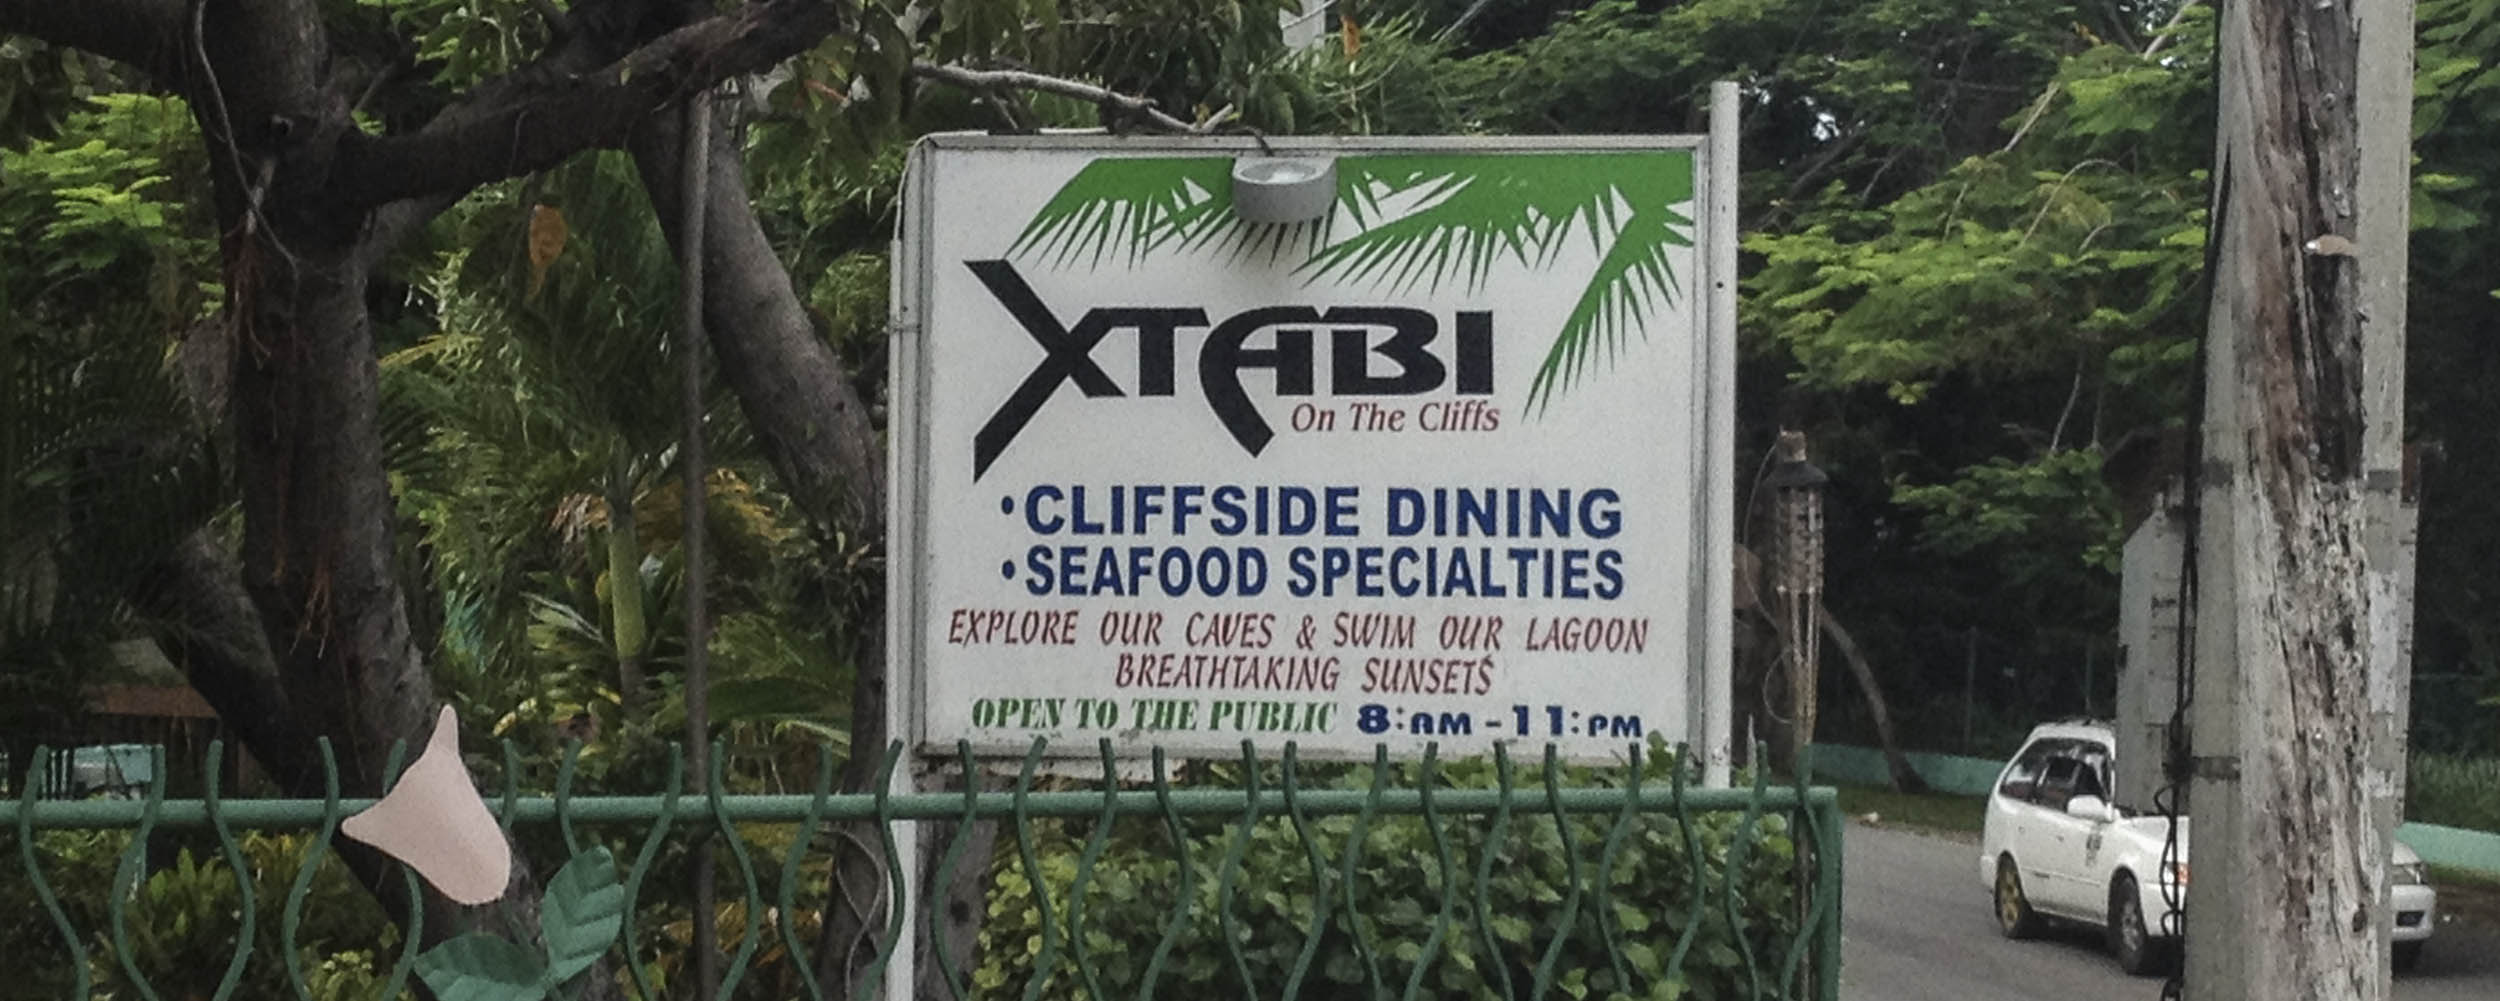 XTABI
On The Cliffs
•CLIFFSIDE DINING
•SEAFOOD SPECIALTIES
EXPLORE OUR CAVES & SWIM OUR LAGOON
BREATHTAKING SUNSETS
OPEN TO THE PUBLIC 8:AM-11:PM